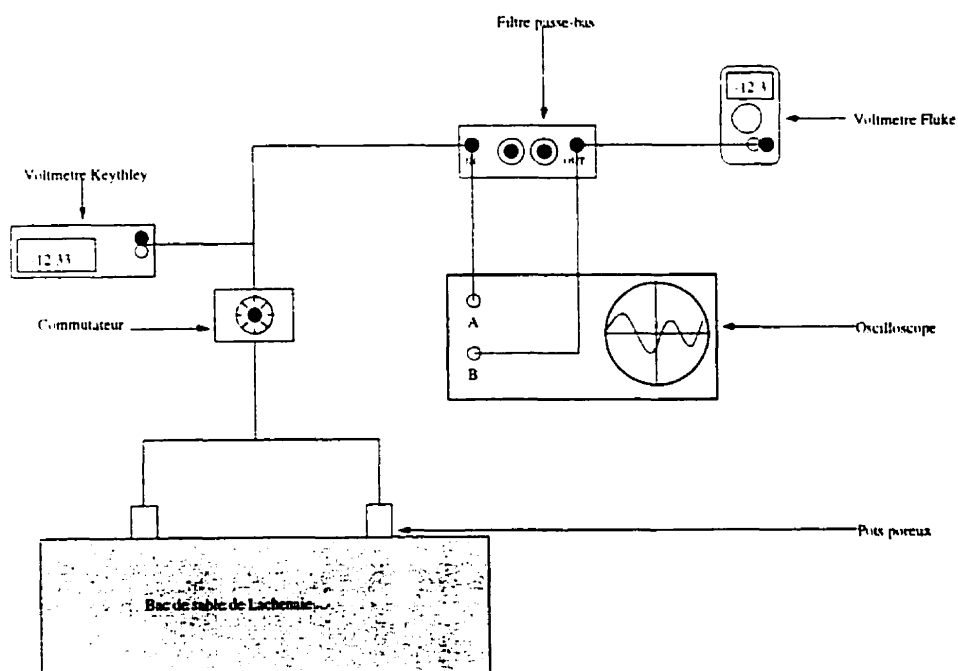 Filtre passe-bas
-12.3
Voltmetre Fluke
IN
OUT
Voltmetre Keythley
-12.33
Commutateur
A
B
Oscilloscope
Pots poreux
Bac de sable de Lachenaie